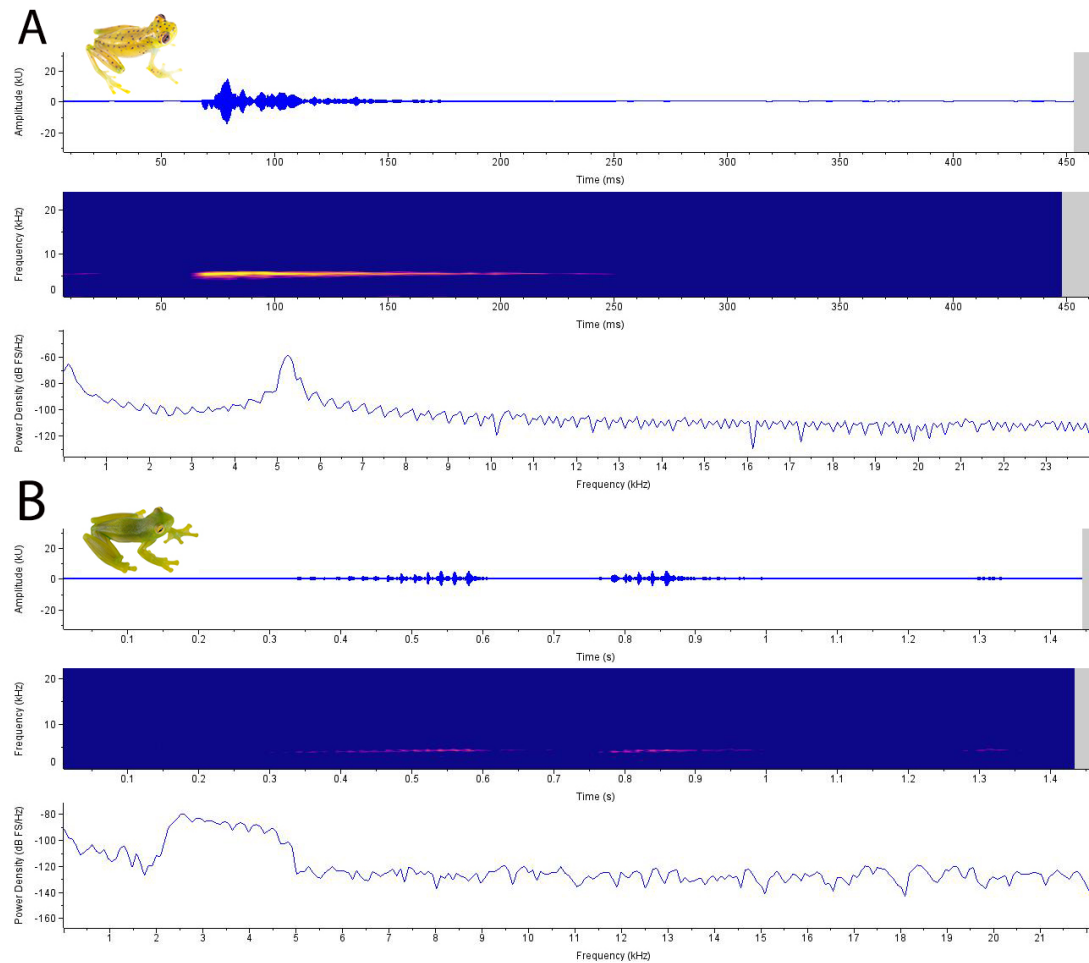 A
Amplitude (kU)
20
0
-20
50 100 150 200 250 300 350 400 450
Time (ms)
Frequency (kHz)
20
10
0
50 100 150 200 250 300 350 400 450
Time (ms)
Power Density (dB FS/Hz)
-60
-80
-100
-120
1 2 3 4 5 6 7 8 9 10 11 12 13 14 15 16 17 18 19 20 21 22 23
Frequency (kHz)
B
Amplitude (kU)
20
0
-20
0.1 0.2 0.3 0.4 0.5 0.6 0.7 0.8 0.9 1 1.1 1.2 1.3 1.4
Time (s)
Frequency (kHz)
20
10
0
0.1 0.2 0.3 0.4 0.5 0.6 0.7 0.8 0.9 1 1.1 1.2 1.3 1.4
Time (s)
Power Density (dB FS/Hz)
-80
-100
-120
-140
-160
1 2 3 4 5 6 7 8 9 10 11 12 13 14 15 16 17 18 19 20 21
Frequency (kHz)